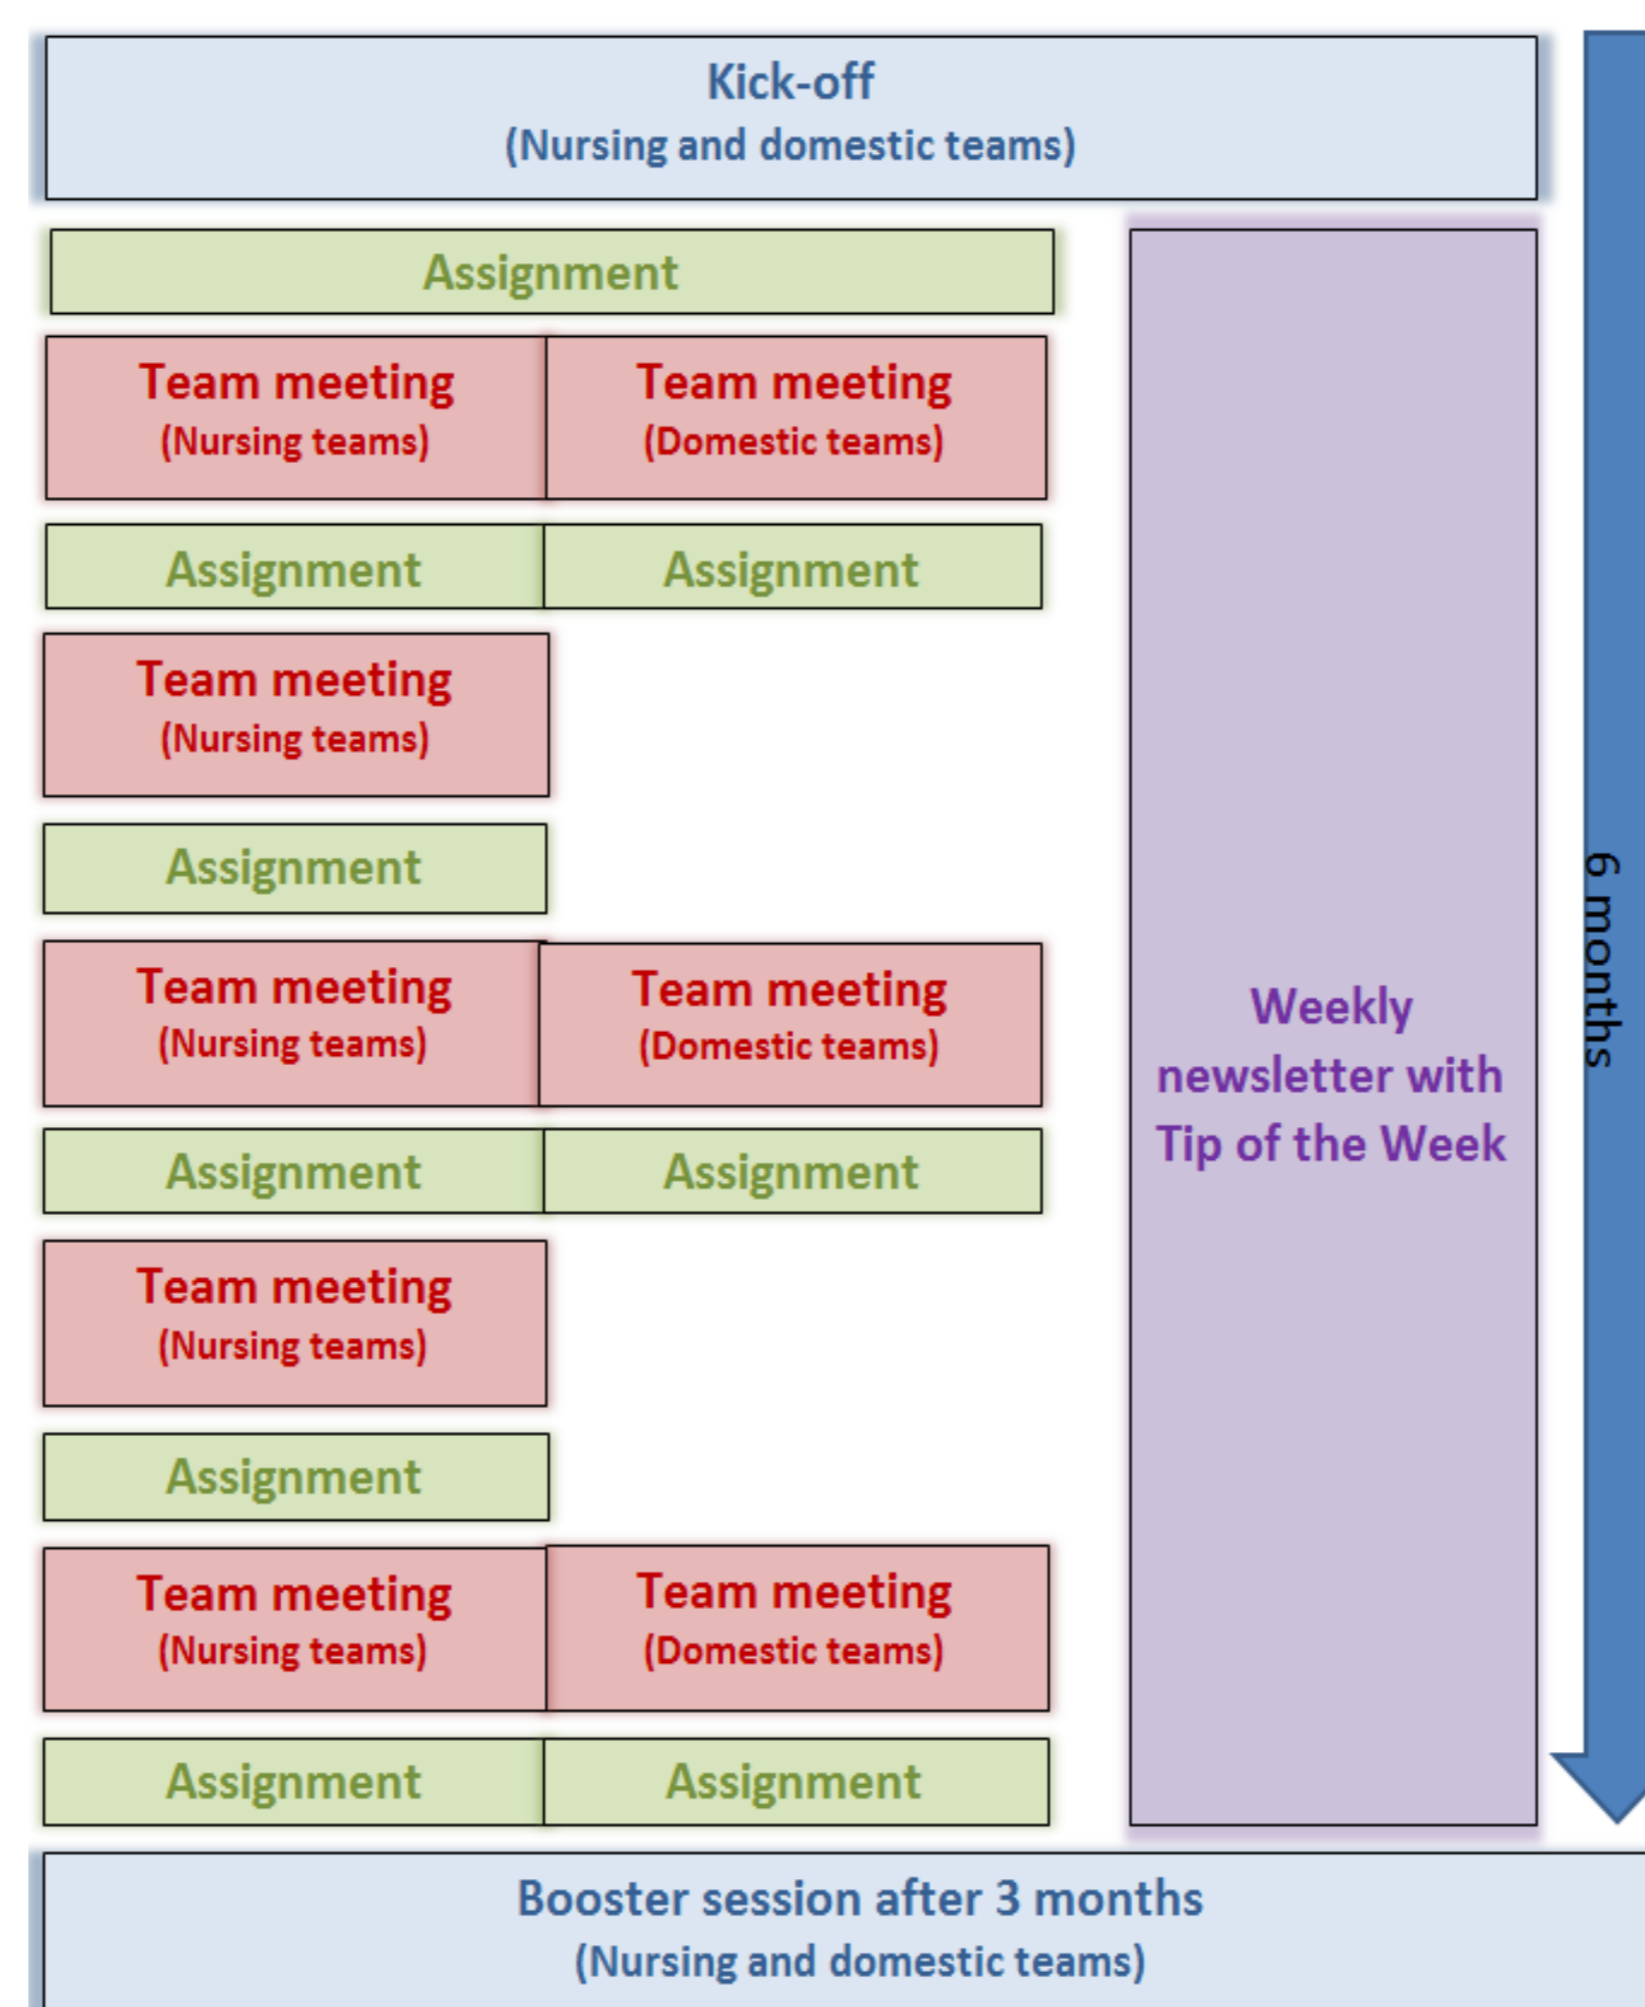 Kick-off
(Nursing and domestic teams)
Assignment
Team meeting
(Nursing teams)
Team meeting
(Domestic teams)
Assignment
Assignment
Team meeting
(Nursing teams)
Assignment
Team meeting
(Nursing teams)
Team meeting
(Domestic teams)
Assignment
Assignment
Team meeting
(Nursing teams)
Assignment
Team meeting
(Nursing teams)
Team meeting
(Domestic teams)
Assignment
Assignment
Weekly
newsletter with
Tip of the Week
6 months
Booster session after 3 months
(Nursing and domestic teams)